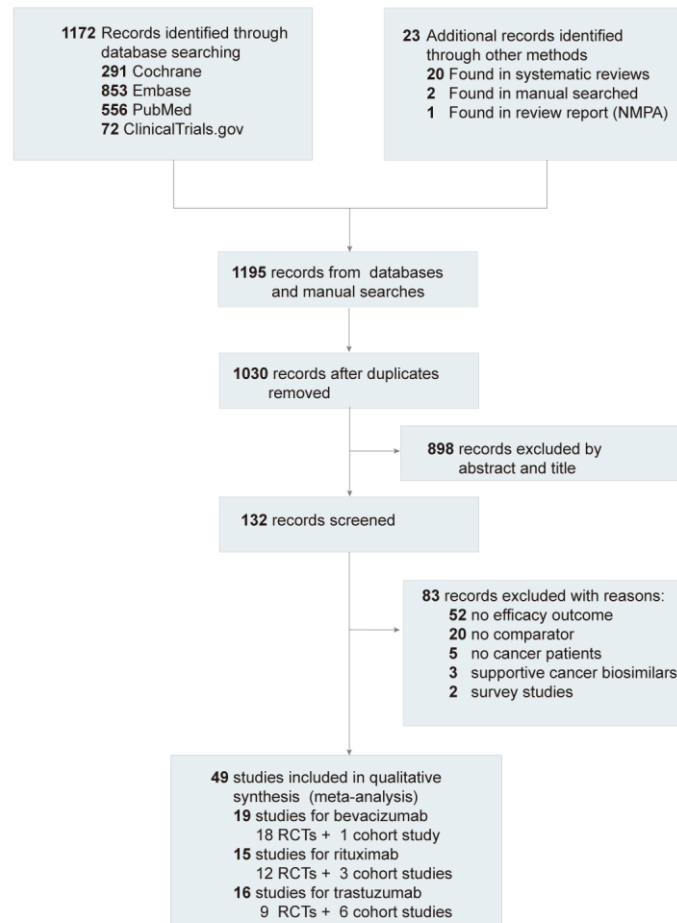 1172 Records identified through
database searching
291 Cochrane
853 Embase
556 PubMed
72 ClinicalTrials.gov
23 Additional records identified
through other methods
20 Found in systematic reviews
2 Found in manual searched
1 Found in review report (NMPA)
1195 records from databases
and manual searches
1030 records after duplicates
removed
898 records excluded by
abstract and title
132 records screened
83 records excluded with reasons:
52 no efficacy outcome
20 no comparator
5 no cancer patients
3 supportive cancer biosimilars
2 survey studies
49 studies included in qualitative
synthesis (meta-analysis)
19 studies for bevacizumab
18 RCTs + 1 cohort study
15 studies for rituximab
12 RCTs + 3 cohort studies
16 studies for trastuzumab
9 RCTs + 6 cohort studies